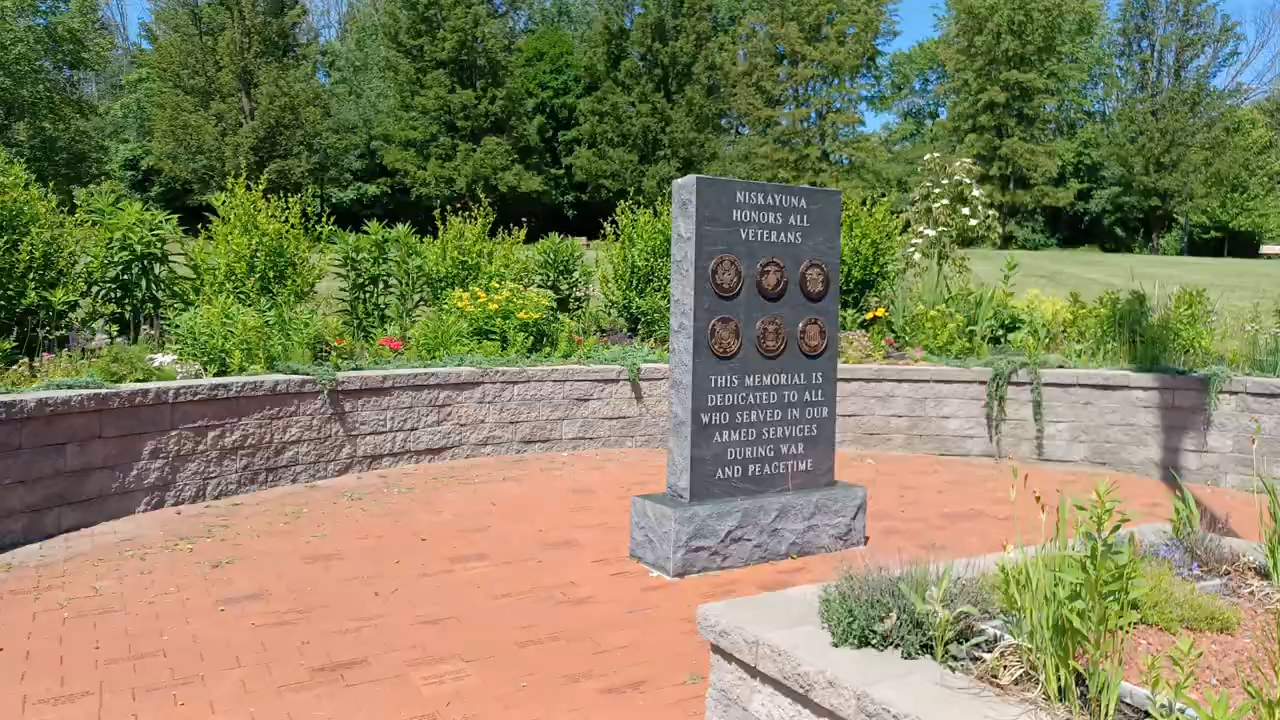 NISKAYUNA
HONORS ALL
VETERANS
THIS MEMORIAL IS
DEDICATED TO ALL
WHO SERVED IN OUR
ARMED SERVICES
DURING WAR
AND PEACETIME